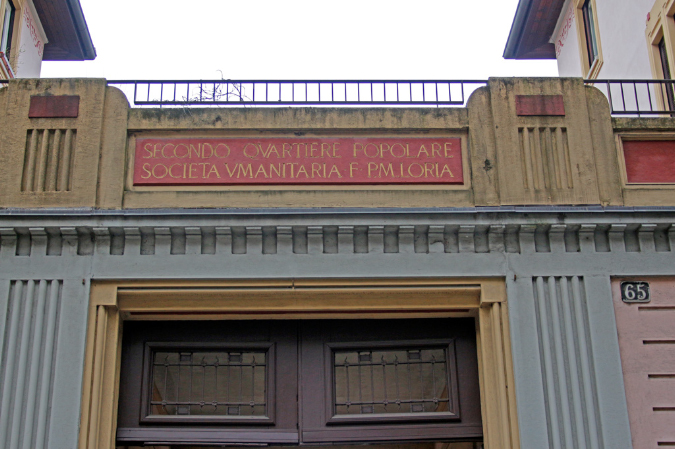 SECONDO QVARTIERE POPOLARE
SOCIETA VMANITARIA F. P.M. LORIA
65